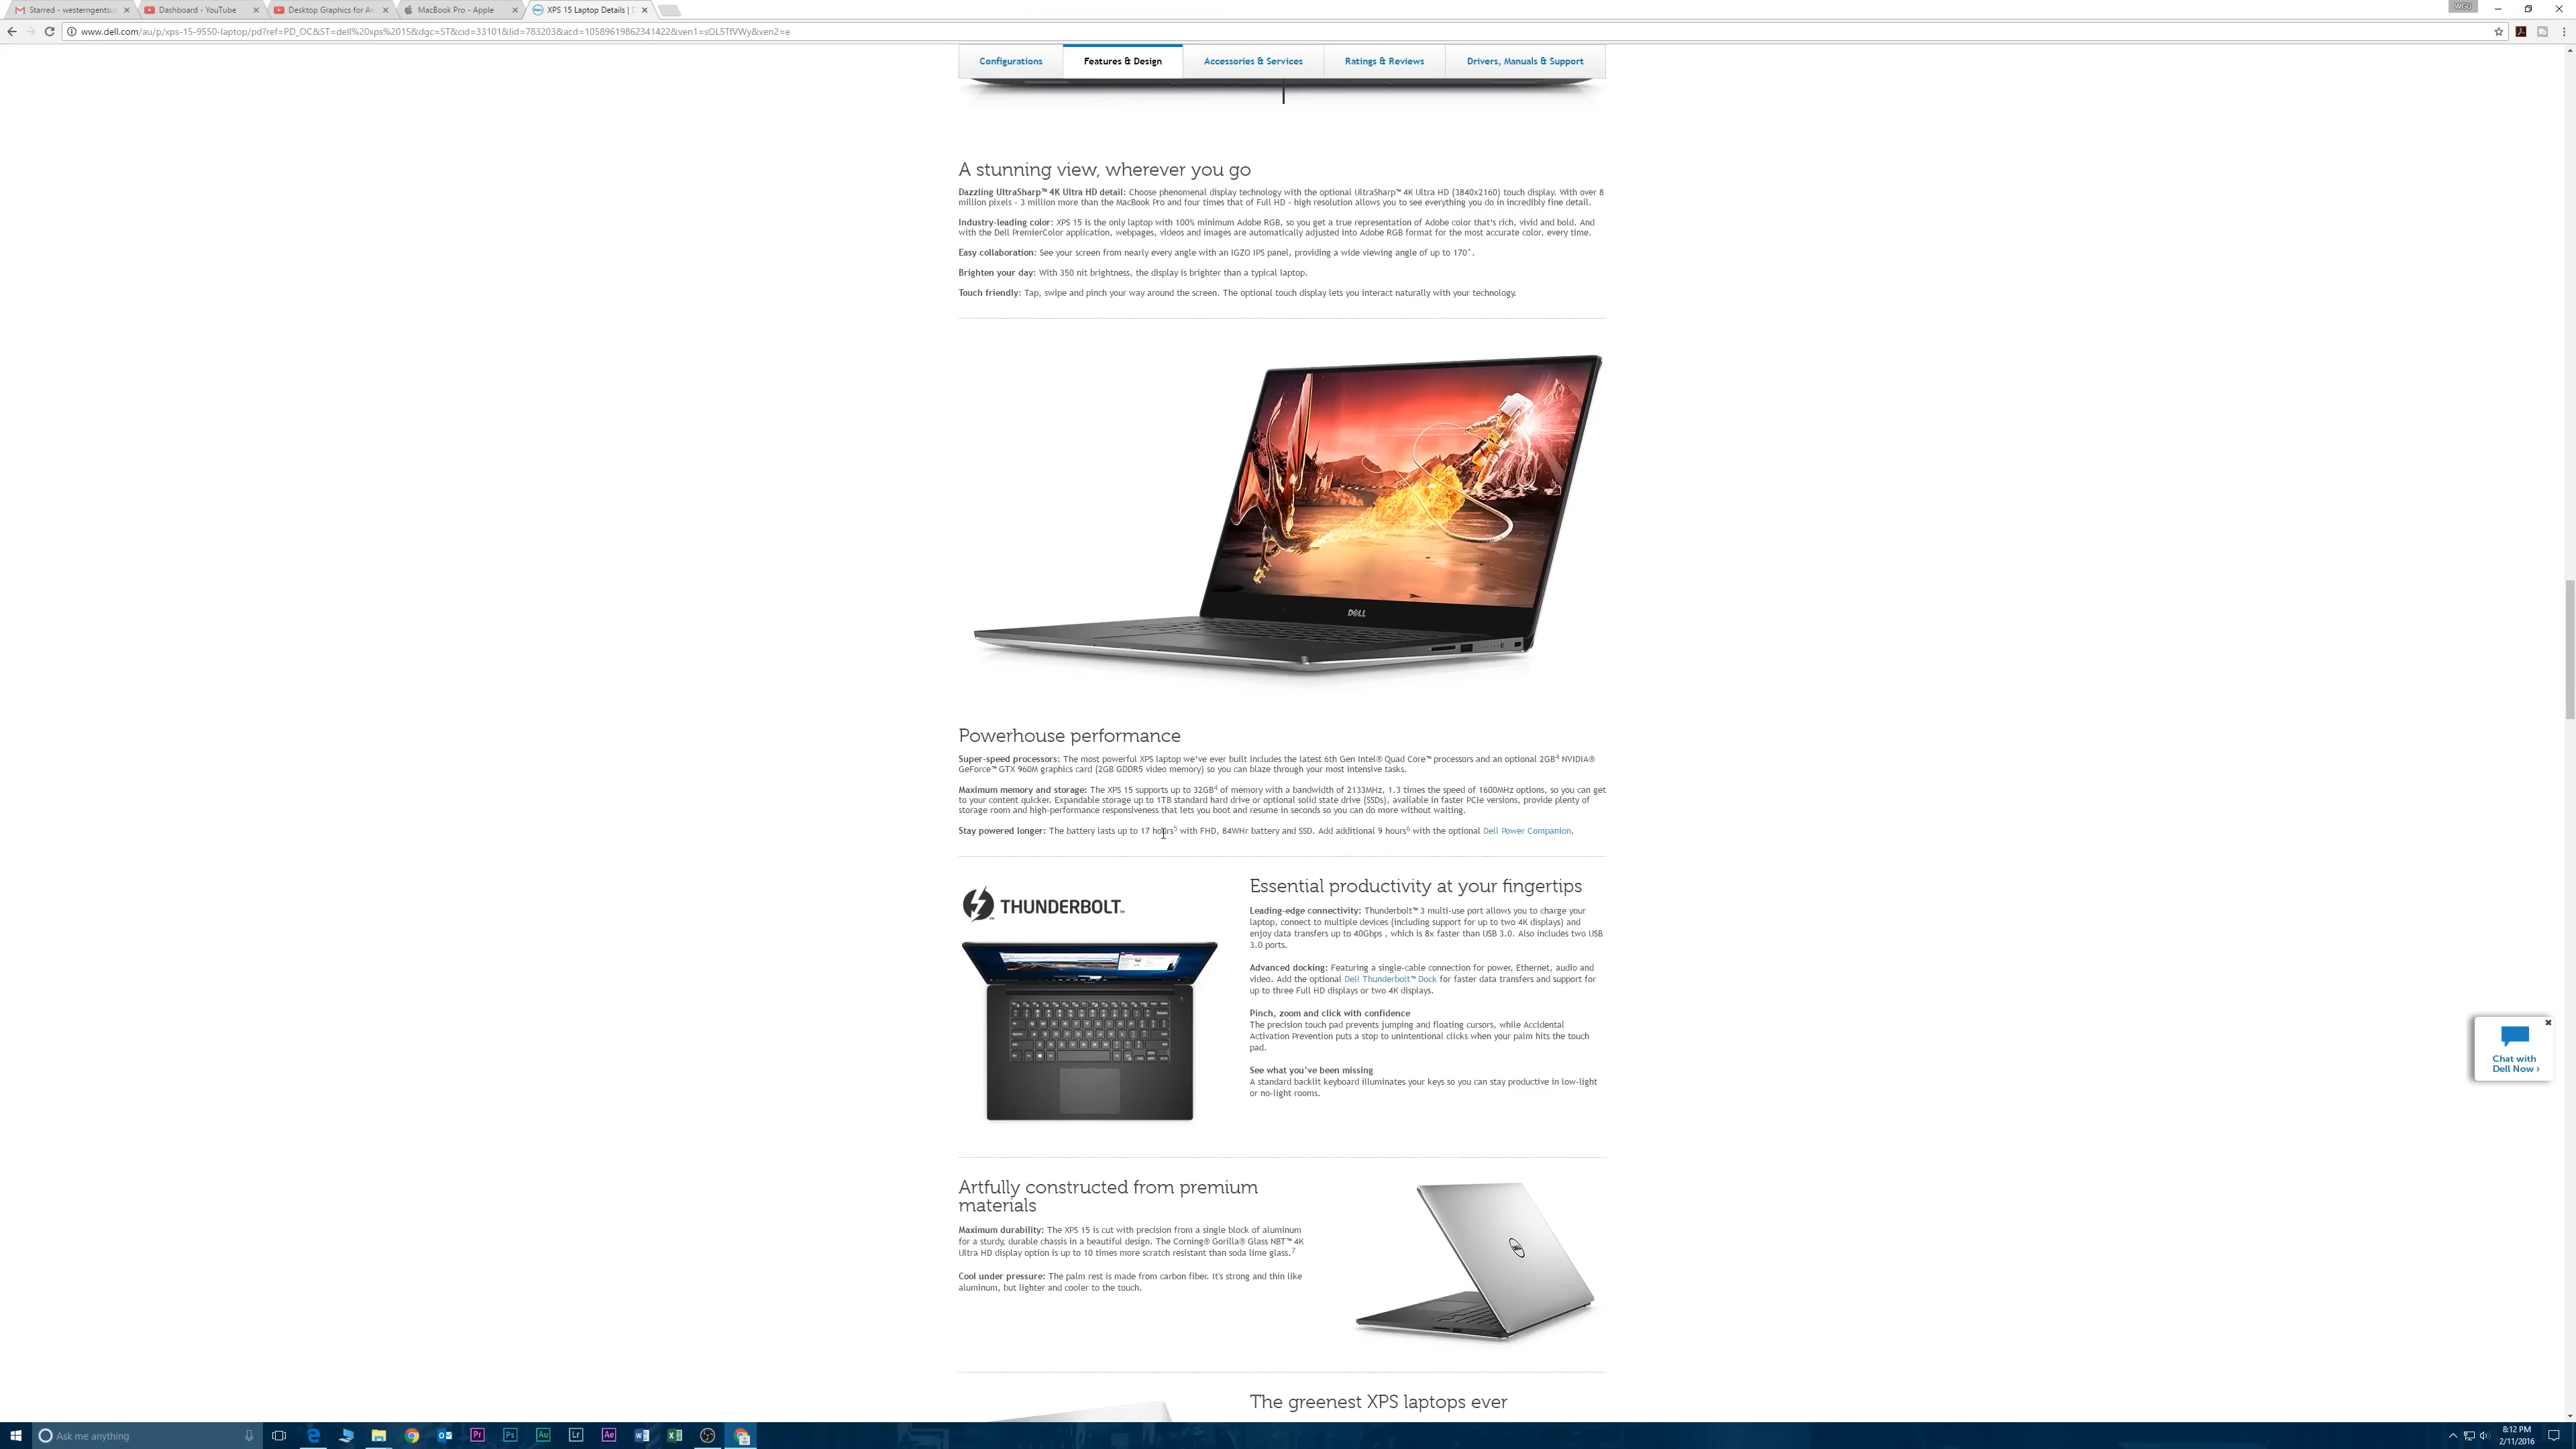 Starred - westerngentsu
Dashboard - YouTube
Desktop Graphics for An
MacBook Pro - Apple
XPS 15 Laptop Details | D
WGU
www.dell.com/au/p/xps-15-9550-laptop/pd?ref=PD_OC&ST=dell%20xps%2015&dgc=ST&cid=33101&lid=783203&acd=10589619862341422&ven1=sOL5TfVWy&ven2=e
Configurations
Features & Design
Accessories & Services
Ratings & Reviews
Drivers, Manuals & Support
A stunning view, wherever you go
Dazzling UltraSharp™ 4K Ultra HD detail: Choose phenomenal display technology with the optional UltraSharp™ 4K Ultra HD (3840x2160) touch display. With over 8
million pixels - 3 million more than the MacBook Pro and four times that of Full HD - high resolution allows you to see everything you do in incredibly fine detail.
Industry-leading color: XPS 15 is the only laptop with 100% minimum Adobe RGB, so you get a true representation of Adobe color that's rich, vivid and bold. And
with the Dell PremierColor application, webpages, videos and images are automatically adjusted into Adobe RGB format for the most accurate color, every time.
Easy collaboration: See your screen from nearly every angle with an IGZO IPS panel, providing a wide viewing angle of up to 170°.
Brighten your day: With 350 nit brightness, the display is brighter than a typical laptop.
Touch friendly: Tap, swipe and pinch your way around the screen. The optional touch display lets you interact naturally with your technology.
DELL
Powerhouse performance
Super-speed processors: The most powerful XPS laptop we've ever built includes the latest 6th Gen Intel® Quad Core™ processors and an optional 2GB4 NVIDIA®
GeForce™ GTX 960M graphics card (2GB GDDR5 video memory) so you can blaze through your most intensive tasks.
Maximum memory and storage: The XPS 15 supports up to 32GB4 of memory with a bandwidth of 2133MHz, 1.3 times the speed of 1600MHz options, so you can get
to your content quicker. Expandable storage up to 1TB standard hard drive or optional solid state drive (SSDs), available in faster PCIe versions, provide plenty of
storage room and high-performance responsiveness that lets you boot and resume in seconds so you can do more without waiting.
Stay powered longer: The battery lasts up to 17 hours5 with FHD, 84WHr battery and SSD. Add additional 9 hours6 with the optional Dell Power Companion.
THUNDERBOLT™
Essential productivity at your fingertips
Leading-edge connectivity: Thunderbolt™ 3 multi-use port allows you to charge your
laptop, connect to multiple devices (including support for up to two 4K displays) and
enjoy data transfers up to 40Gbps , which is 8x faster than USB 3.0. Also includes two USB
3.0 ports.
Advanced docking: Featuring a single-cable connection for power, Ethernet, audio and
video. Add the optional Dell Thunderbolt™ Dock for faster data transfers and support for
up to three Full HD displays or two 4K displays.
Pinch, zoom and click with confidence
The precision touch pad prevents jumping and floating cursors, while Accidental
Activation Prevention puts a stop to unintentional clicks when your palm hits the touch
pad.
See what you've been missing
A standard backlit keyboard illuminates your keys so you can stay productive in low-light
or no-light rooms.
Chat with
Dell Now ›
Artfully constructed from premium
materials
Maximum durability: The XPS 15 is cut with precision from a single block of aluminum
for a sturdy, durable chassis in a beautiful design. The Corning® Gorilla® Glass NBT™ 4K
Ultra HD display option is up to 10 times more scratch resistant than soda lime glass.7
Cool under pressure: The palm rest is made from carbon fiber. It's strong and thin like
aluminum, but lighter and cooler to the touch.
DELL
The greenest XPS laptops ever
Ask me anything
Pr
Ps
Au
Lr
Ae
8:12 PM
2/11/2016